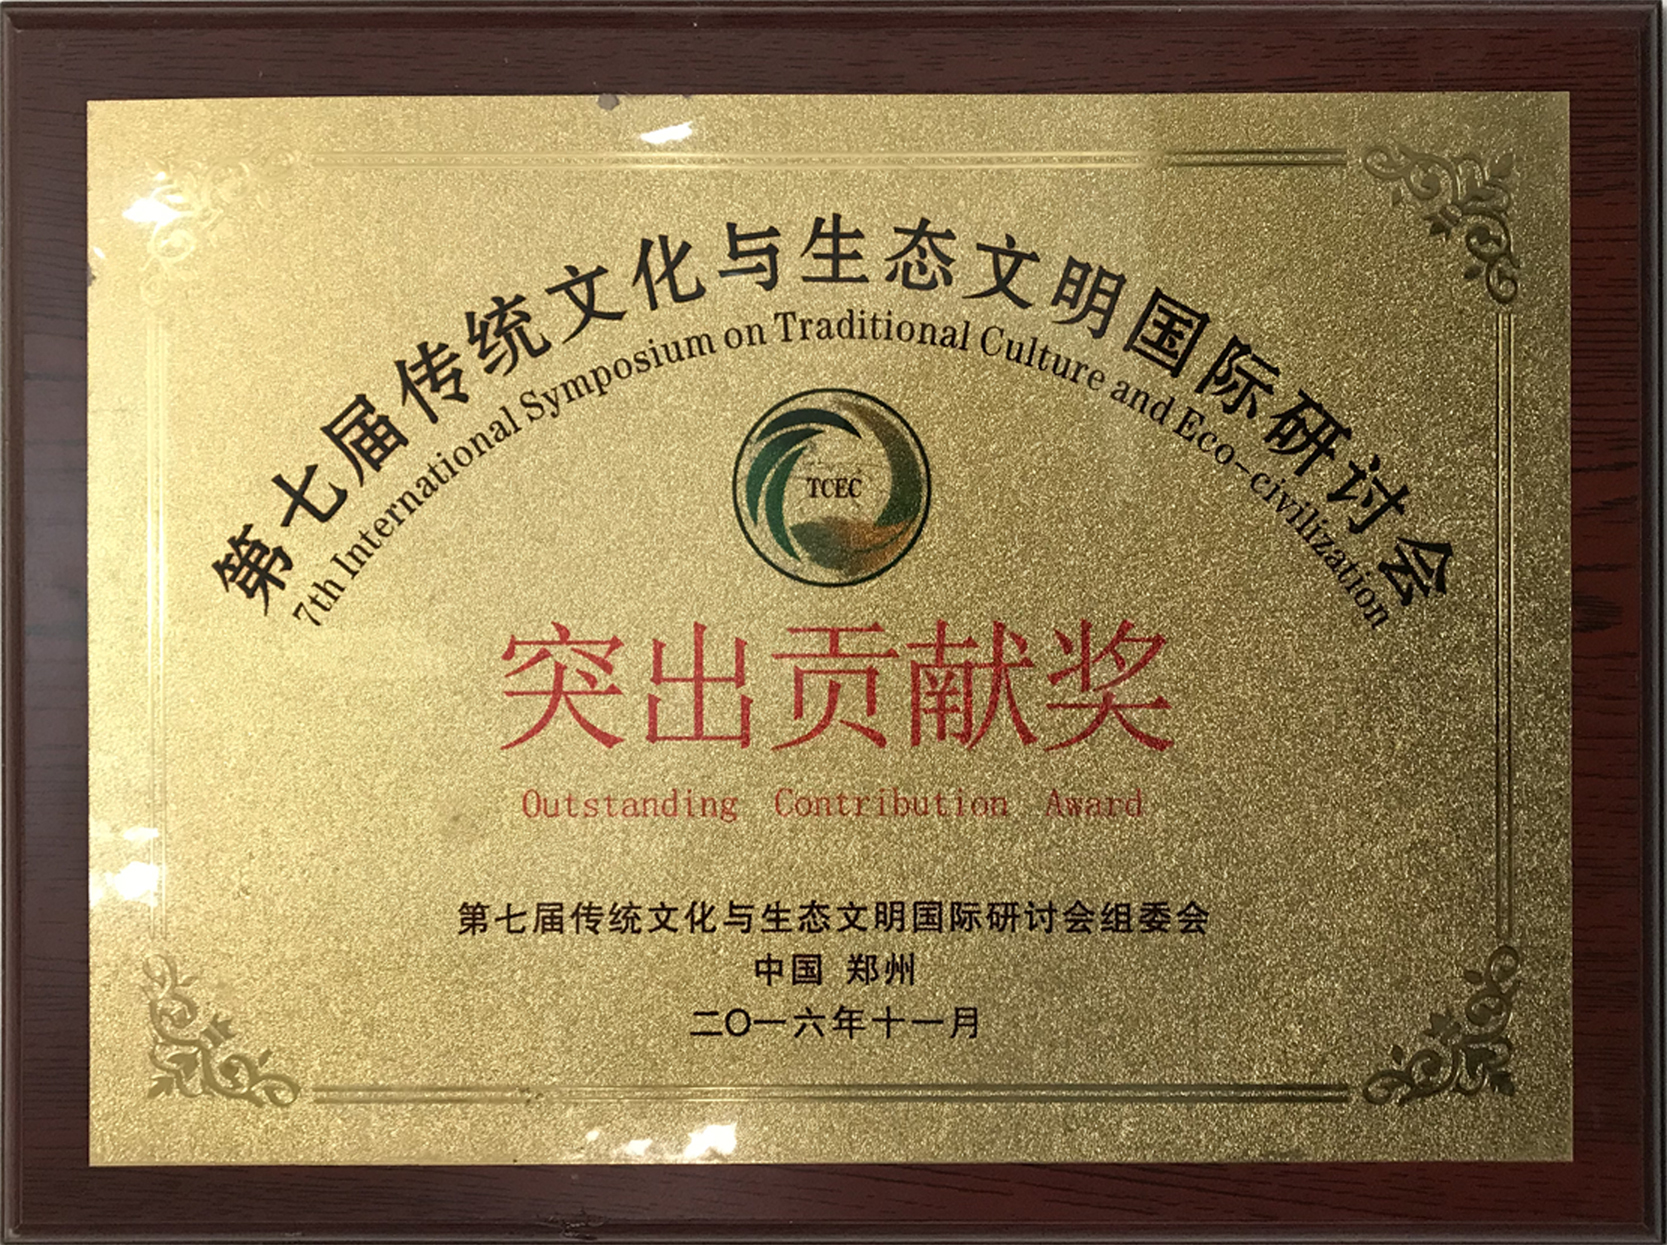 第七届传统文化与生态文明国际研讨会
7th International Symposium on Traditional Culture and Eco-civilization
TCEC
突出贡献奖
Outstanding Contribution Award
第七届传统文化与生态文明国际研讨会组委会
中国 郑州
二〇一六年十一月